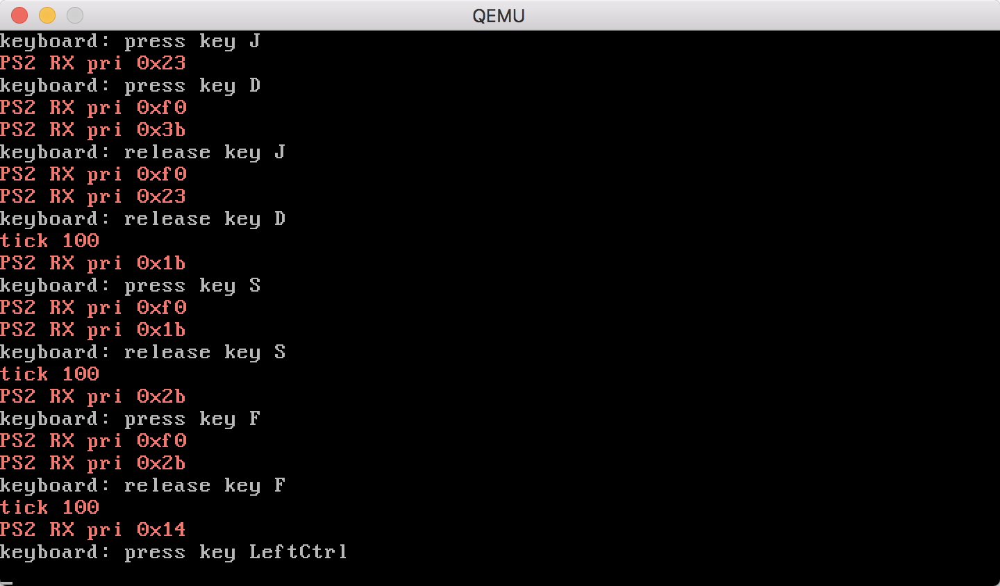 QEMU
keyboard: press key J
PS2 RX pri 0x23
keyboard: press key D
PS2 RX pri 0xf0
PS2 RX pri 0x3b
keyboard: release key J
PS2 RX pri 0xf0
PS2 RX pri 0x23
keyboard: release key D
tick 100
PS2 RX pri 0x1b
keyboard: press key S
PS2 RX pri 0xf0
PS2 RX pri 0x1b
keyboard: release key S
tick 100
PS2 RX pri 0x2b
keyboard: press key F
PS2 RX pri 0xf0
PS2 RX pri 0x2b
keyboard: release key F
tick 100
PS2 RX pri 0x14
keyboard: press key LeftCtrl